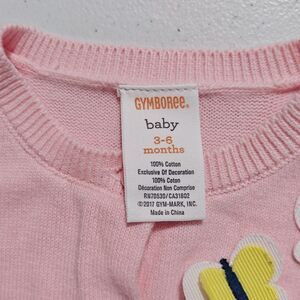 GYMBOREE®
baby
3-6
months
100% Cotton
Exclusive Of Decoration
100% Coton
Décoration Non Comprise
RN70530/CA31802
©2017 GYM-MARK, INC.
Made in China